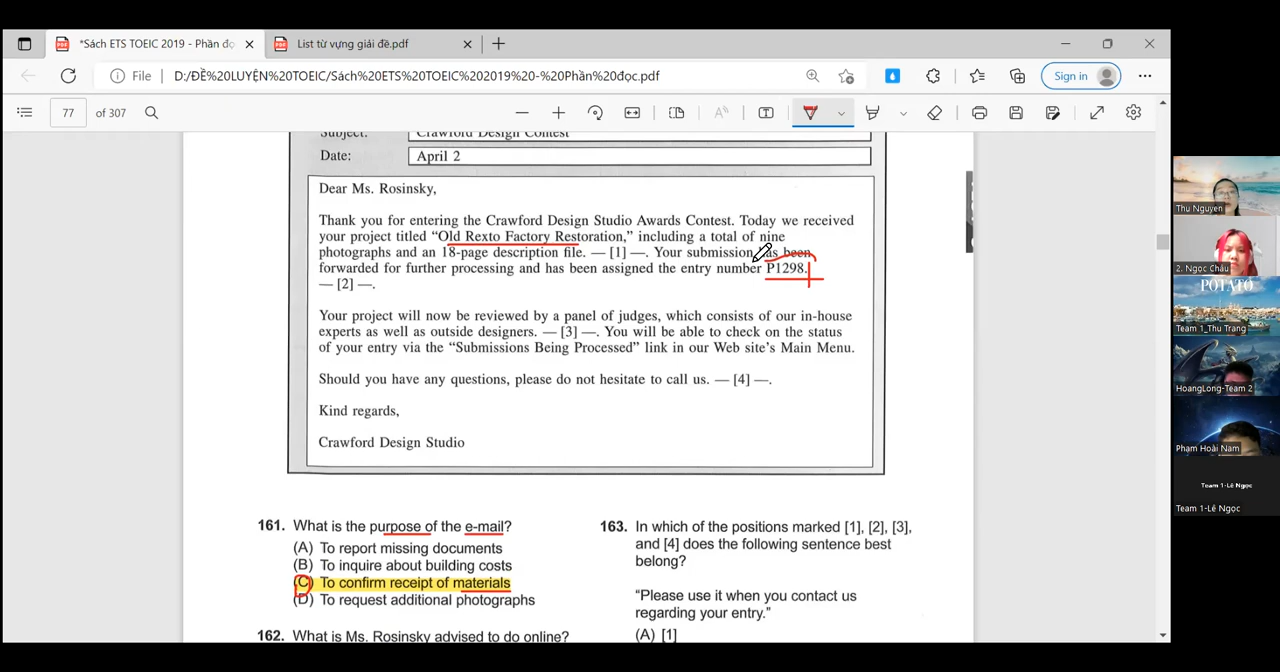 *Sách ETS TOEIC 2019 - Phần đọ
List từ vựng giải đề.pdf
File
D:/ĐỀ%20LUYỆN%20TOEIC/Sách%20ETS%20TOEIC%202019%20-%20Phần%20đọc.pdf
Sign in
77
of 307
Subject:
Crawford Design Contest
Date:
April 2
Dear Ms. Rosinsky,
Thank you for entering the Crawford Design Studio Awards Contest. Today we received
your project titled “Old Rexto Factory Restoration,” including a total of nine
photographs and an 18-page description file. — [1] —. Your submission has been
forwarded for further processing and has been assigned the entry number P1298.
— [2] —.
Your project will now be reviewed by a panel of judges, which consists of our in-house
experts as well as outside designers. — [3] —. You will be able to check on the status
of your entry via the “Submissions Being Processed” link in our Web site’s Main Menu.
Should you have any questions, please do not hesitate to call us. — [4] —.
Kind regards,
Crawford Design Studio
161. What is the purpose of the e-mail?
(A) To report missing documents
(B) To inquire about building costs
(C) To confirm receipt of materials
(D) To request additional photographs
162. What is Ms. Rosinsky advised to do online?
163. In which of the positions marked [1], [2], [3],
and [4] does the following sentence best
belong?
“Please use it when you contact us
regarding your entry.”
(A) [1]
Thu Nguyen
2. Ngọc Châu
POTATO
Team 1_Thu Trang
HoangLong-Team 2
Phạm Hoài Nam
Team 1-Lê Ngọc
Team 1-Lê Ngọc